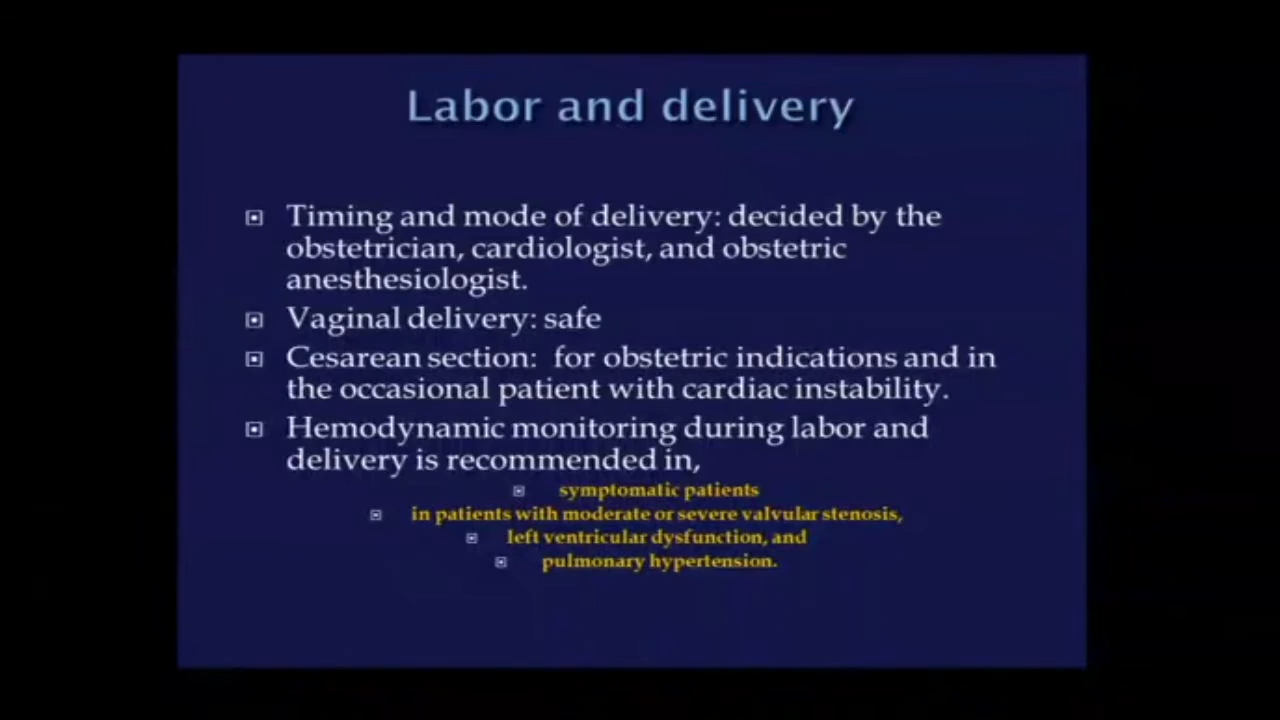 Labor and delivery
Timing and mode of delivery: decided by the
obstetrician, cardiologist, and obstetric
anesthesiologist.
Vaginal delivery: safe
Cesarean section: for obstetric indications and in
the occasional patient with cardiac instability.
Hemodynamic monitoring during labor and
delivery is recommended in,
symptomatic patients
in patients with moderate or severe valvular stenosis,
left ventricular dysfunction, and
pulmonary hypertension.